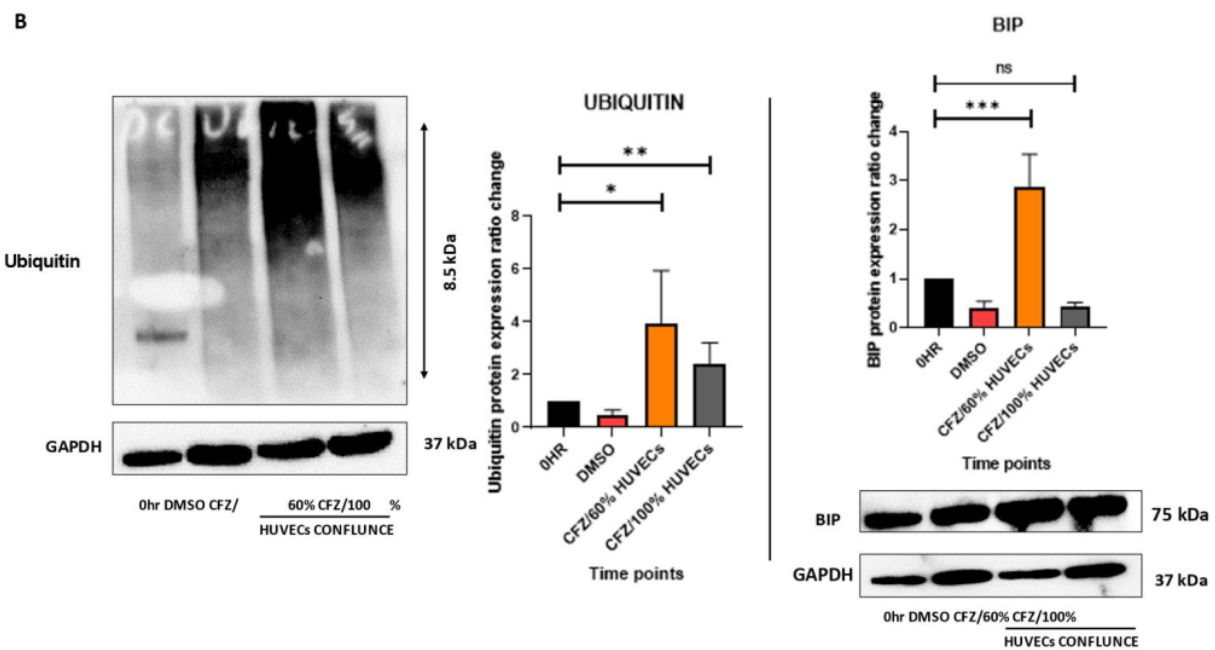 B
UBIQUITIN
**
*
Ubiquitin protein expression ratio change
8
6
4
2
0
0HR
DMSO
CFZ/60% HUVECs
CFZ/100% HUVECs
Time points
Ubiquitin
8.5 kDa
GAPDH
37 kDa
0hr DMSO CFZ/ 60% CFZ/100 %
HUVECs CONFLUNCE
BIP
ns
***
BIP protein expression ratio change
4
3
2
1
0
0HR
DMSO
CFZ/60% HUVECs
CFZ/100% HUVECs
Time points
BIP
75 kDa
GAPDH
37 kDa
0hr DMSO CFZ/60% CFZ/100%
HUVECs CONFLUNCE